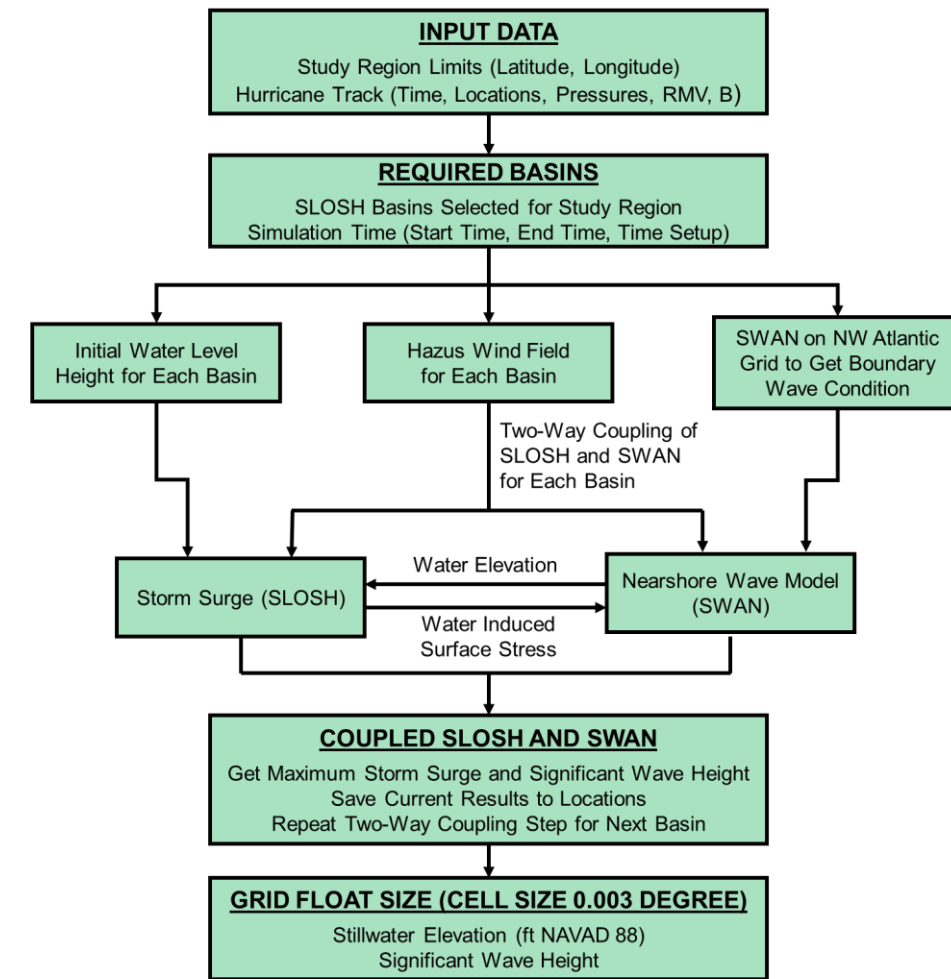 INPUT DATA
Study Region Limits (Latitude, Longitude)
Hurricane Track (Time, Locations, Pressures, RMV, B)
REQUIRED BASINS
SLOSH Basins Selected for Study Region
Simulation Time (Start Time, End Time, Time Setup)
Initial Water Level
Height for Each Basin
Hazus Wind Field
for Each Basin
SWAN on NW Atlantic
Grid to Get Boundary
Wave Condition
Two-Way Coupling of
SLOSH and SWAN
for Each Basin
Storm Surge (SLOSH)
Water Elevation
Water Induced
Surface Stress
Nearshore Wave Model
(SWAN)
COUPLED SLOSH AND SWAN
Get Maximum Storm Surge and Significant Wave Height
Save Current Results to Locations
Repeat Two-Way Coupling Step for Next Basin
GRID FLOAT SIZE (CELL SIZE 0.003 DEGREE)
Stillwater Elevation (ft NAVAD 88)
Significant Wave Height